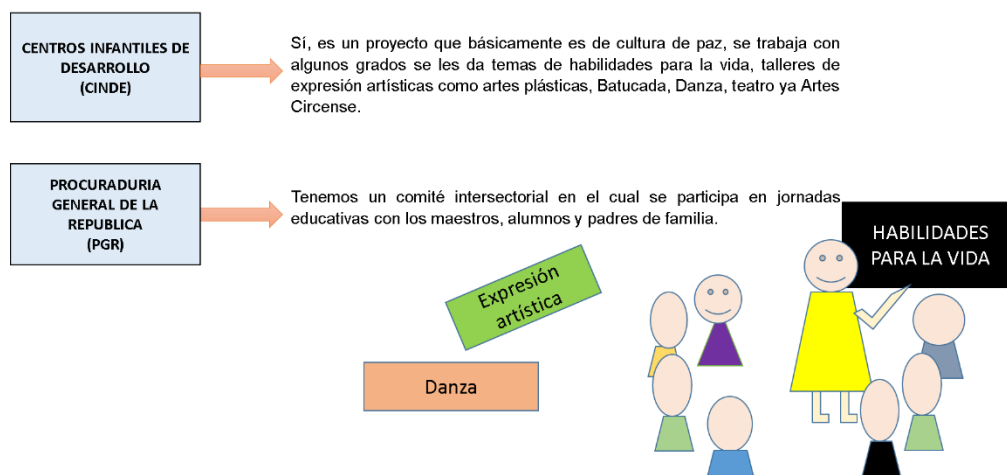 CENTROS INFANTILES DE
DESARROLLO
(CINDE)
Sí, es un proyecto que básicamente es de cultura de paz, se trabaja con
algunos grados se les da temas de habilidades para la vida, talleres de
expresión artísticas como artes plásticas, Batucada, Danza, teatro ya Artes
Circense.
PROCURADURIA
GENERAL DE LA
REPUBLICA
(PGR)
Tenemos un comité intersectorial en el cual se participa en jornadas
educativas con los maestros, alumnos y padres de familia.
HABILIDADES
PARA LA VIDA
Expresión
artística
Danza